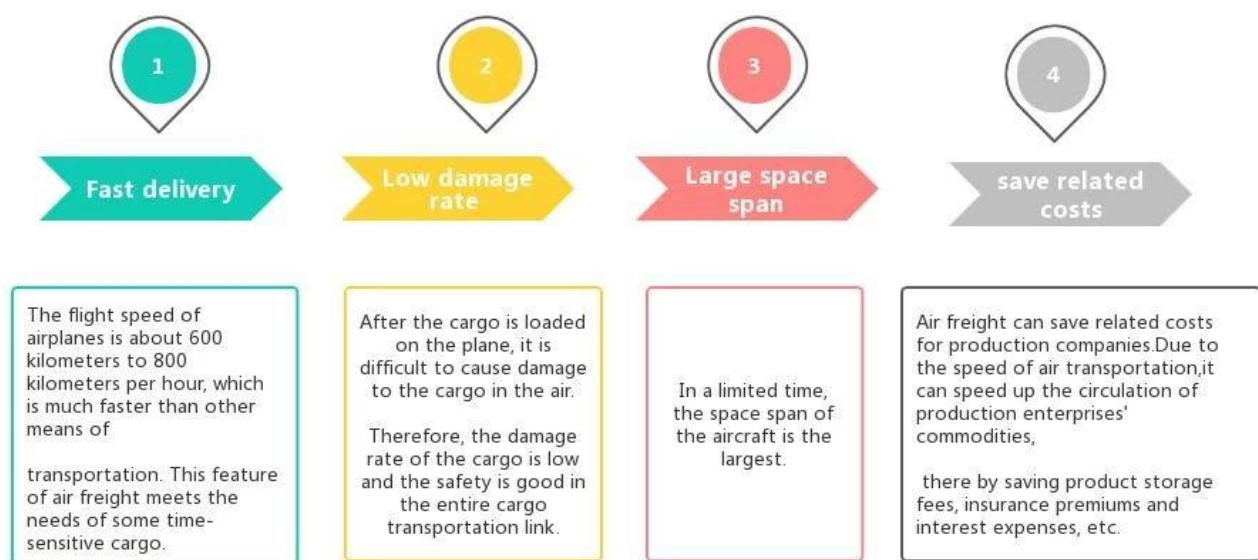 1
Fast delivery
The flight speed of
airplanes is about 600
kilometers to 800
kilometers per hour, which
is much faster than other
means of
transportation. This feature
of air freight meets the
needs of some time-
sensitive cargo.
2
Low damage
rate
After the cargo is loaded
on the plane, it is
difficult to cause damage
to the cargo in the air.
Therefore, the damage
rate of the cargo is low
and the safety is good in
the entire cargo
transportation link.
3
Large space
span
In a limited time,
the space span of
the aircraft is the
largest.
4
save related
costs
Air freight can save related costs
for production companies.Due to
the speed of air transportation,it
can speed up the circulation of
production enterprises'
commodities,
there by saving product storage
fees, insurance premiums and
interest expenses, etc.